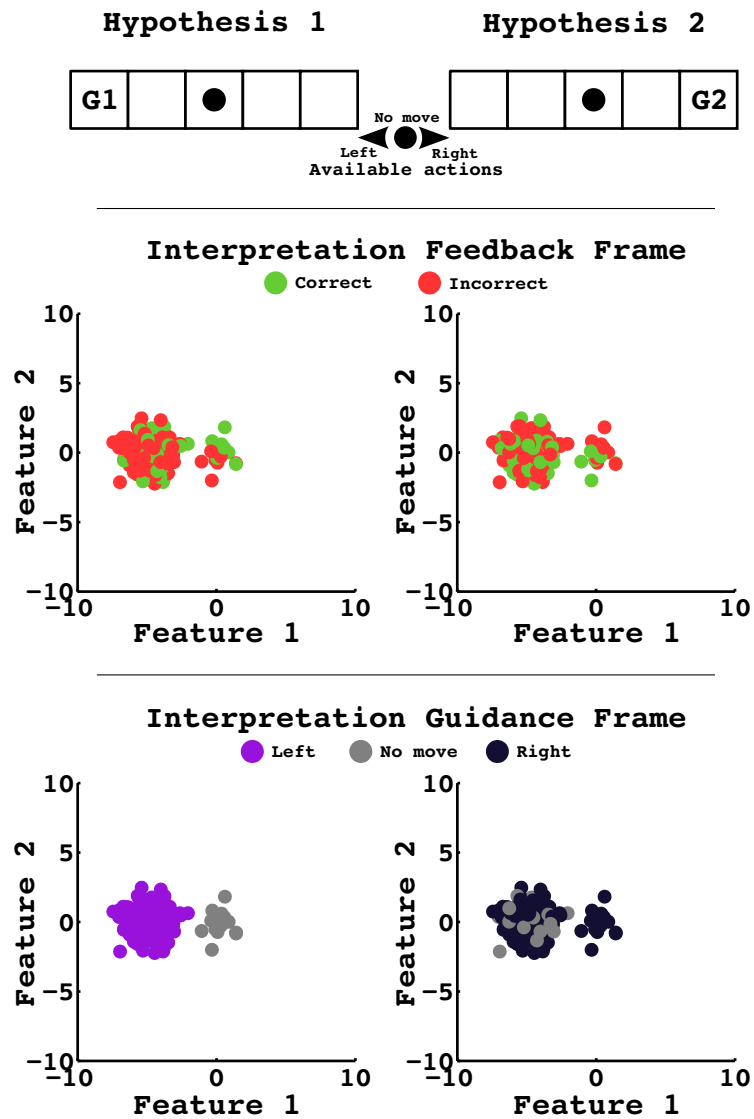 Hypothesis 1 Hypothesis 2
G1 G2
No move
Left Right
Available actions
Interpretation Feedback Frame
Correct Incorrect
10 10
5 5
Feature 2 0 Feature 2 0
−5 −5
−10 −10
−10 0 10 −10 0 10
Feature 1 Feature 1
Interpretation Guidance Frame
Left No move Right
10 10
5 5
Feature 2 0 Feature 2 0
−5 −5
−10 −10
−10 0 10 −10 0 10
Feature 1 Feature 1